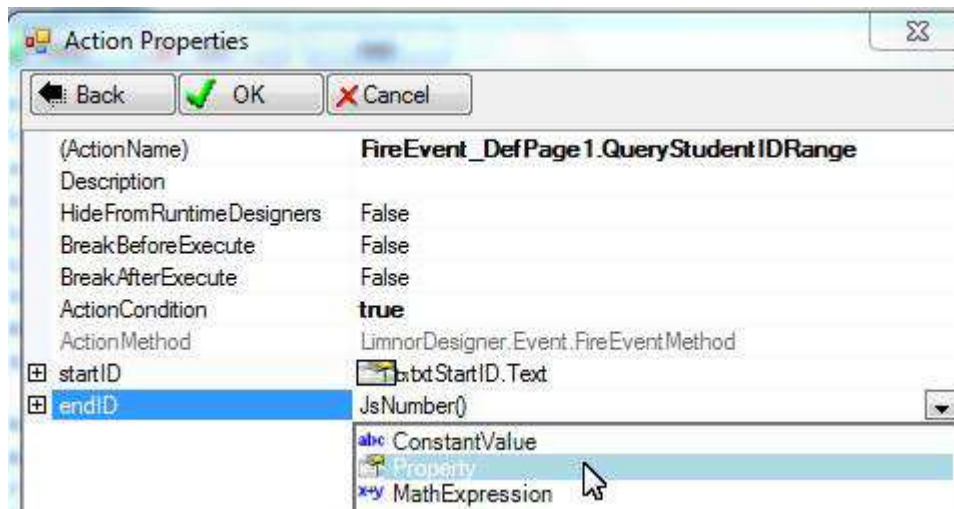 Action Properties
Back OK Cancel
(ActionName) FireEvent_DefPage1.QueryStudentIDRange
Description
HideFromRuntimeDesigners False
BreakBeforeExecute False
BreakAfterExecute False
ActionCondition true
ActionMethod LimnorDesigner.Event.FireEventMethod
startID txtStartID.Text
endID JsNumber()
abc ConstantValue
Property
x+y MathExpression